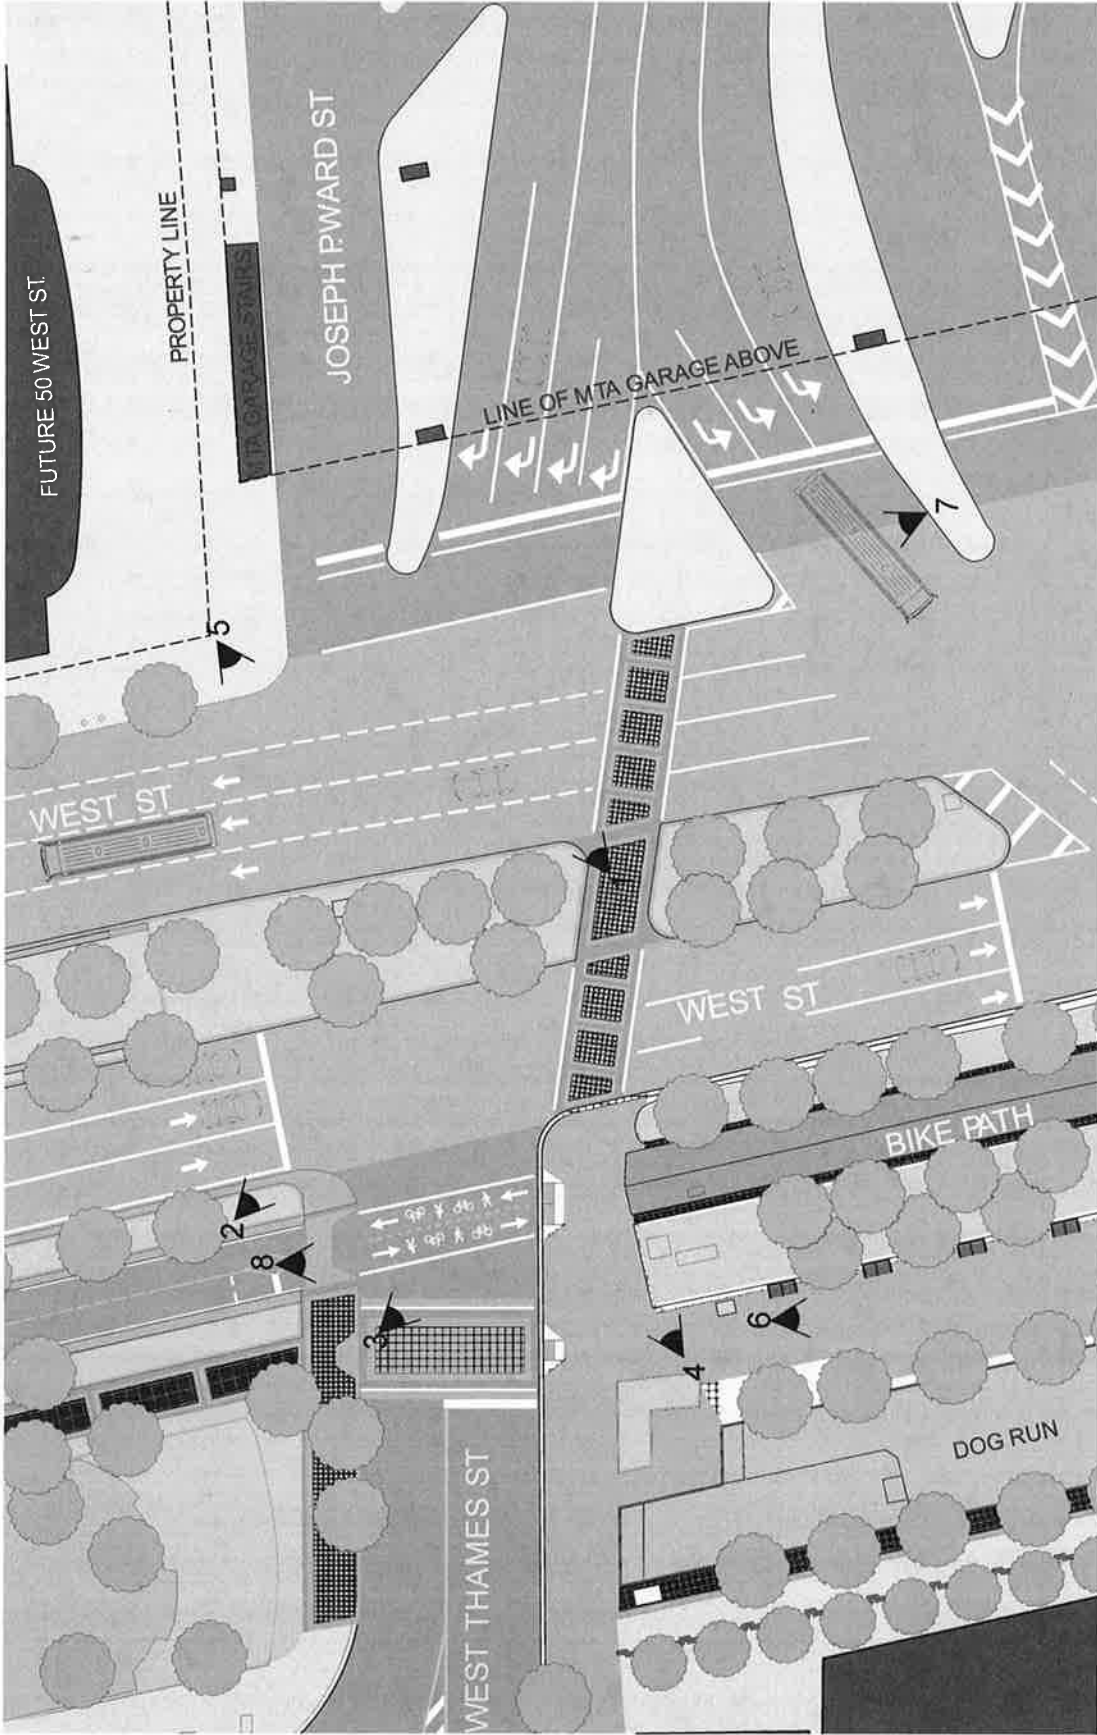 FUTURE 50 WEST ST.
PROPERTY LINE
MTA GARAGE STAIRS
JOSEPH P.WARD ST
LINE OF MTA GARAGE ABOVE
5
7
WEST ST
WEST ST
BIKE PATH
2
8
3
6
4
DOG RUN
WEST THAMES ST